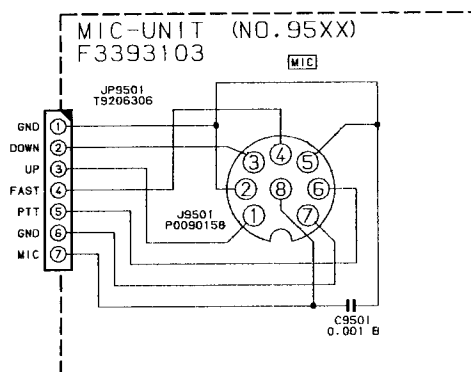 MIC-UNIT (NO.95XX)
F3393103
MIC
JP9501
T9206306
GND 1
DOWN 2
UP 3
FAST 4
PTT 5
GND 6
MIC 7
3 4 5
2 8 6
1 7
J9501
P0090158
C9501
0.001 B